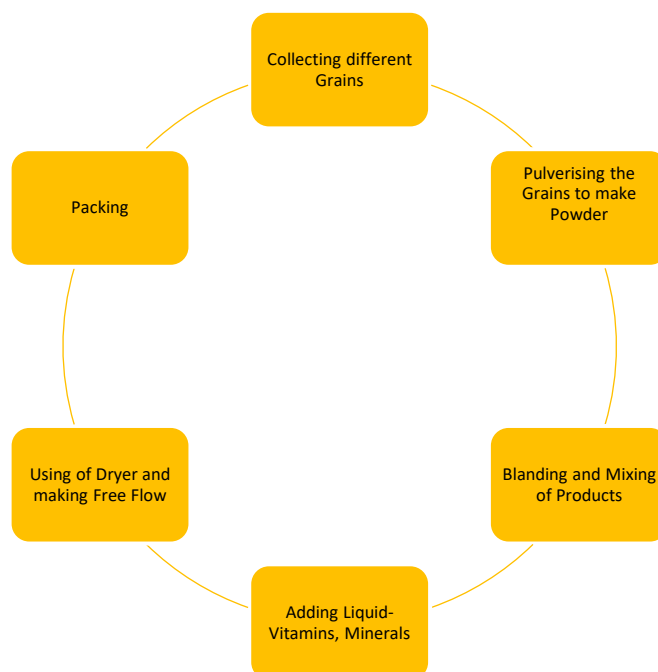 Collecting different
Grains
Pulverising the
Grains to make
Powder
Blanding and Mixing
of Products
Adding Liquid-
Vitamins, Minerals
Using of Dryer and
making Free Flow
Packing